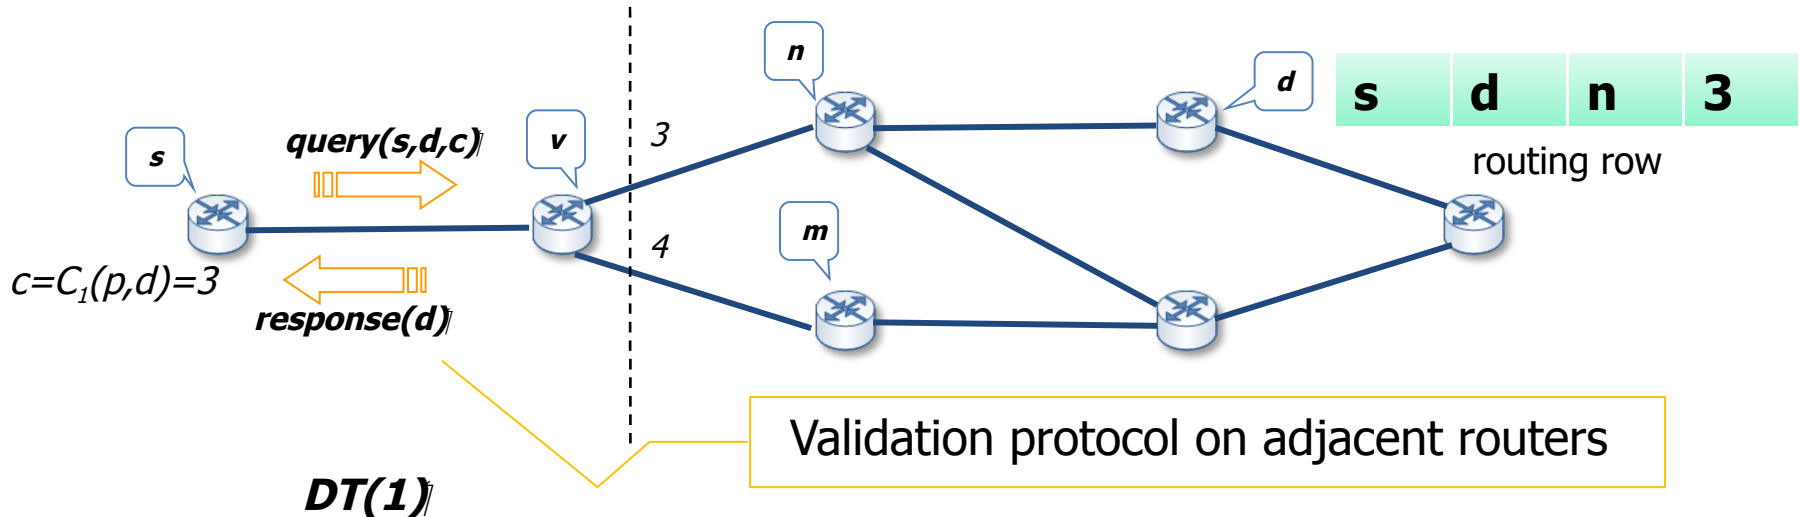 n
d
s d n 3
query(s,d,c)
v
3
s
routing row
m
4
c=C₁(p,d)=3
response(d)
Validation protocol on adjacent routers
DT(1)